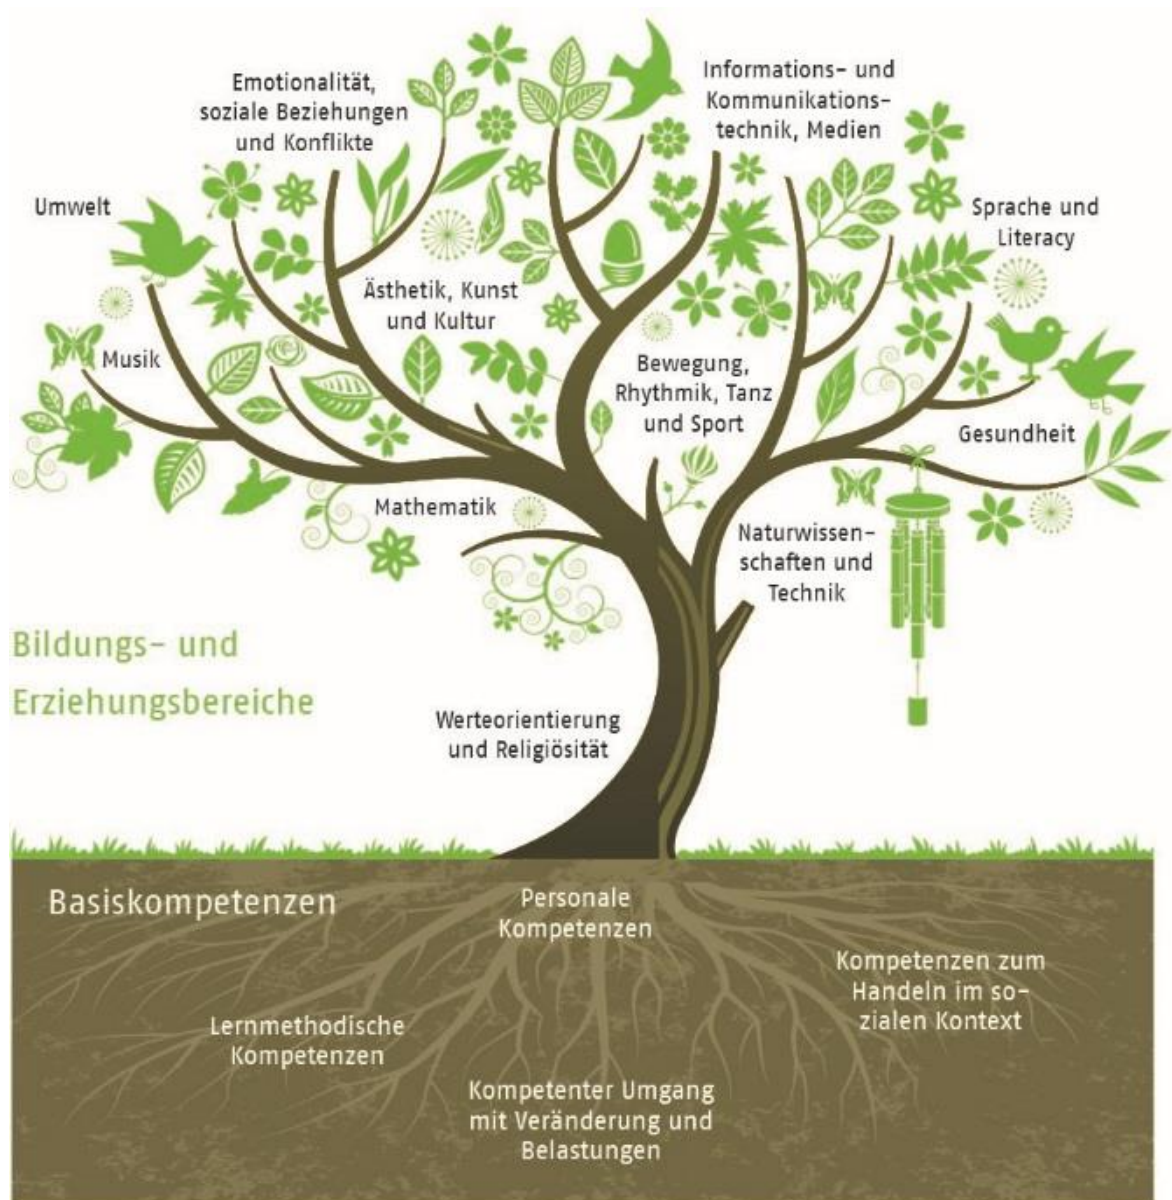 Emotionalität,
soziale Beziehungen
und Konflikte
Informations- und
Kommunikations-
technik, Medien
Umwelt
Sprache und
Literacy
Ästhetik, Kunst
und Kultur
Musik
Bewegung,
Rhythmik, Tanz
und Sport
Gesundheit
Mathematik
Naturwissen-
schaften und
Technik
Bildungs- und
Erziehungsbereiche
Werteorientierung
und Religiösität
Basiskompetenzen
Personale
Kompetenzen
Kompetenzen zum
Handeln im so-
zialen Kontext
Lernmethodische
Kompetenzen
Kompetenter Umgang
mit Veränderung und
Belastungen